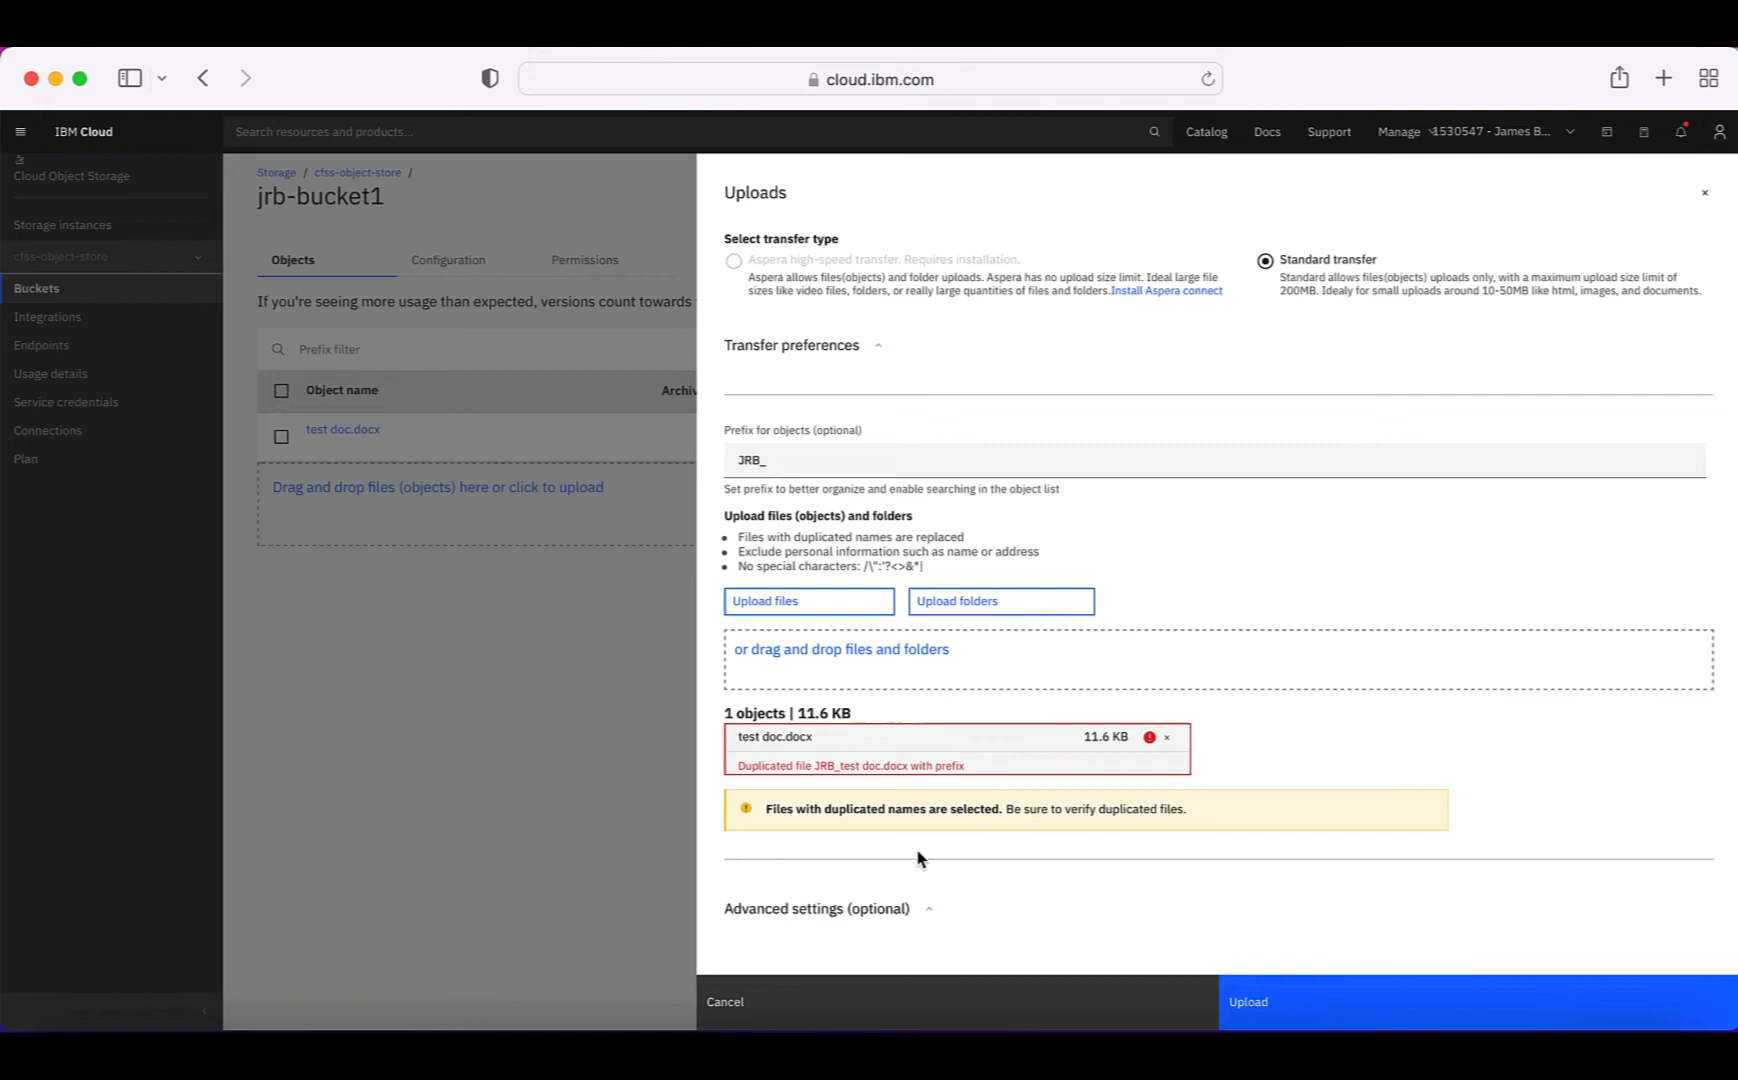 cloud.ibm.com
IBM Cloud
Search resources and products...
Catalog
Docs
Support
Manage
1530547 - James B...
Cloud Object Storage
Storage instances
cfss-object-store
Buckets
Integrations
Endpoints
Usage details
Service credentials
Connections
Plan
Storage / cfss-object-store /
jrb-bucket1
Objects
Configuration
Permissions
If you're seeing more usage than expected, versions count towards
Prefix filter
Object name
Archiv
test doc.docx
Drag and drop files (objects) here or click to upload
Uploads
Select transfer type
Aspera high-speed transfer. Requires installation.
Aspera allows files(objects) and folder uploads. Aspera has no upload size limit. Ideal large file
sizes like video files, folders, or really large quantities of files and folders.Install Aspera connect
Standard transfer
Standard allows files(objects) uploads only, with a maximum upload size limit of
200MB. Idealy for small uploads around 10-50MB like html, images, and documents.
Transfer preferences
Prefix for objects (optional)
JRB_
Set prefix to better organize and enable searching in the object list
Upload files (objects) and folders
• Files with duplicated names are replaced
• Exclude personal information such as name or address
• No special characters: /\":'?<>&*|
Upload files
Upload folders
or drag and drop files and folders
1 objects | 11.6 KB
test doc.docx
11.6 KB
Duplicated file JRB_test doc.docx with prefix
Files with duplicated names are selected. Be sure to verify duplicated files.
Advanced settings (optional)
Cancel
Upload